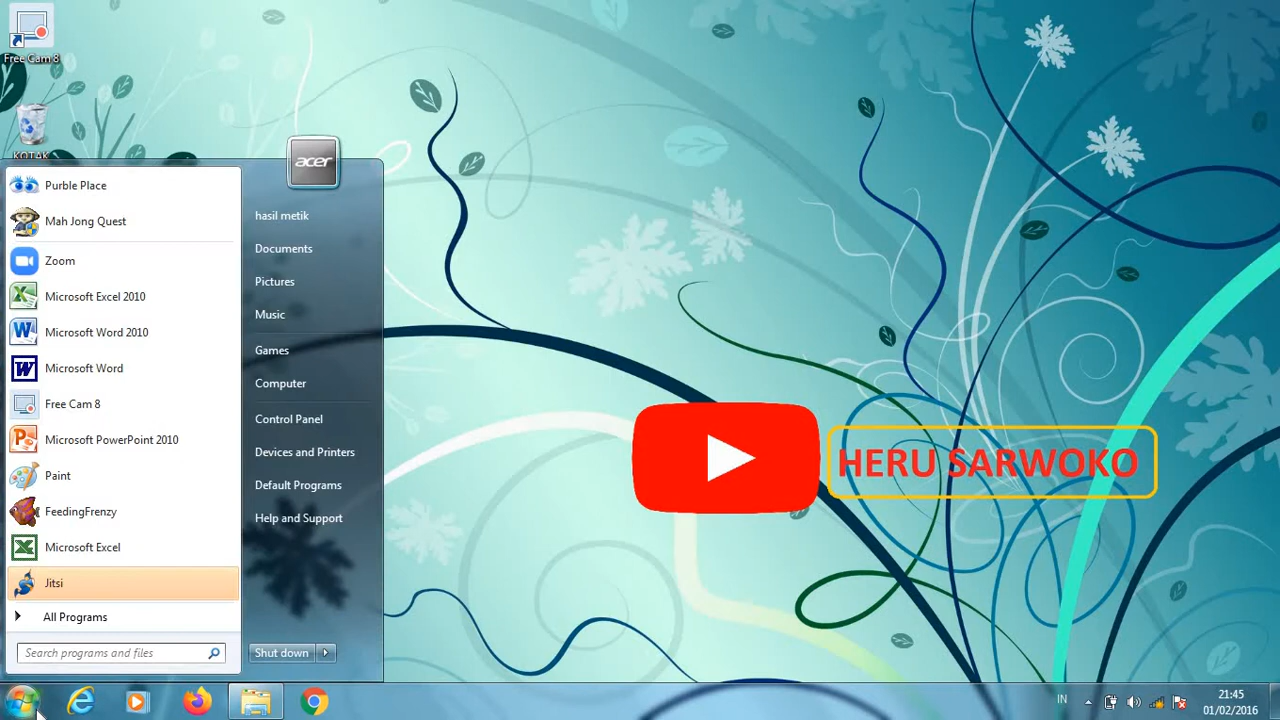 Free Cam 8
KOTAK
acer
Purble Place
Mah Jong Quest
Zoom
Microsoft Excel 2010
Microsoft Word 2010
Microsoft Word
Free Cam 8
Microsoft PowerPoint 2010
Paint
FeedingFrenzy
Microsoft Excel
Jitsi
All Programs
Search programs and files
hasil metik
Documents
Pictures
Music
Games
Computer
Control Panel
Devices and Printers
Default Programs
Help and Support
Shut down
HERU SARWOKO
IN
21:45
01/02/2016